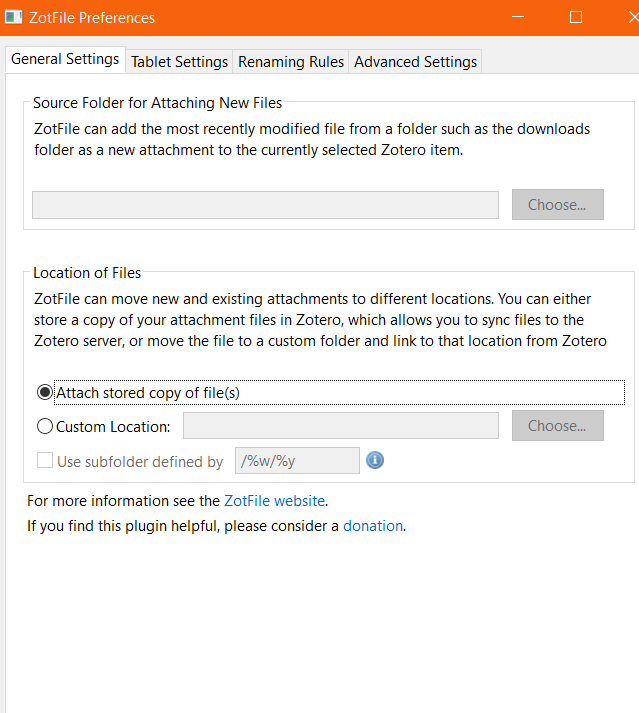 ZotFile Preferences
General Settings
Tablet Settings
Renaming Rules
Advanced Settings
Source Folder for Attaching New Files
ZotFile can add the most recently modified file from a folder such as the downloads
folder as a new attachment to the currently selected Zotero item.
Choose...
Location of Files
ZotFile can move new and existing attachments to different locations. You can either
store a copy of your attachment files in Zotero, which allows you to sync files to the
Zotero server, or move the file to a custom folder and link to that location from Zotero
Attach stored copy of file(s)
Custom Location:
Choose...
Use subfolder defined by
/%w/%y
For more information see the ZotFile website.
If you find this plugin helpful, please consider a donation.